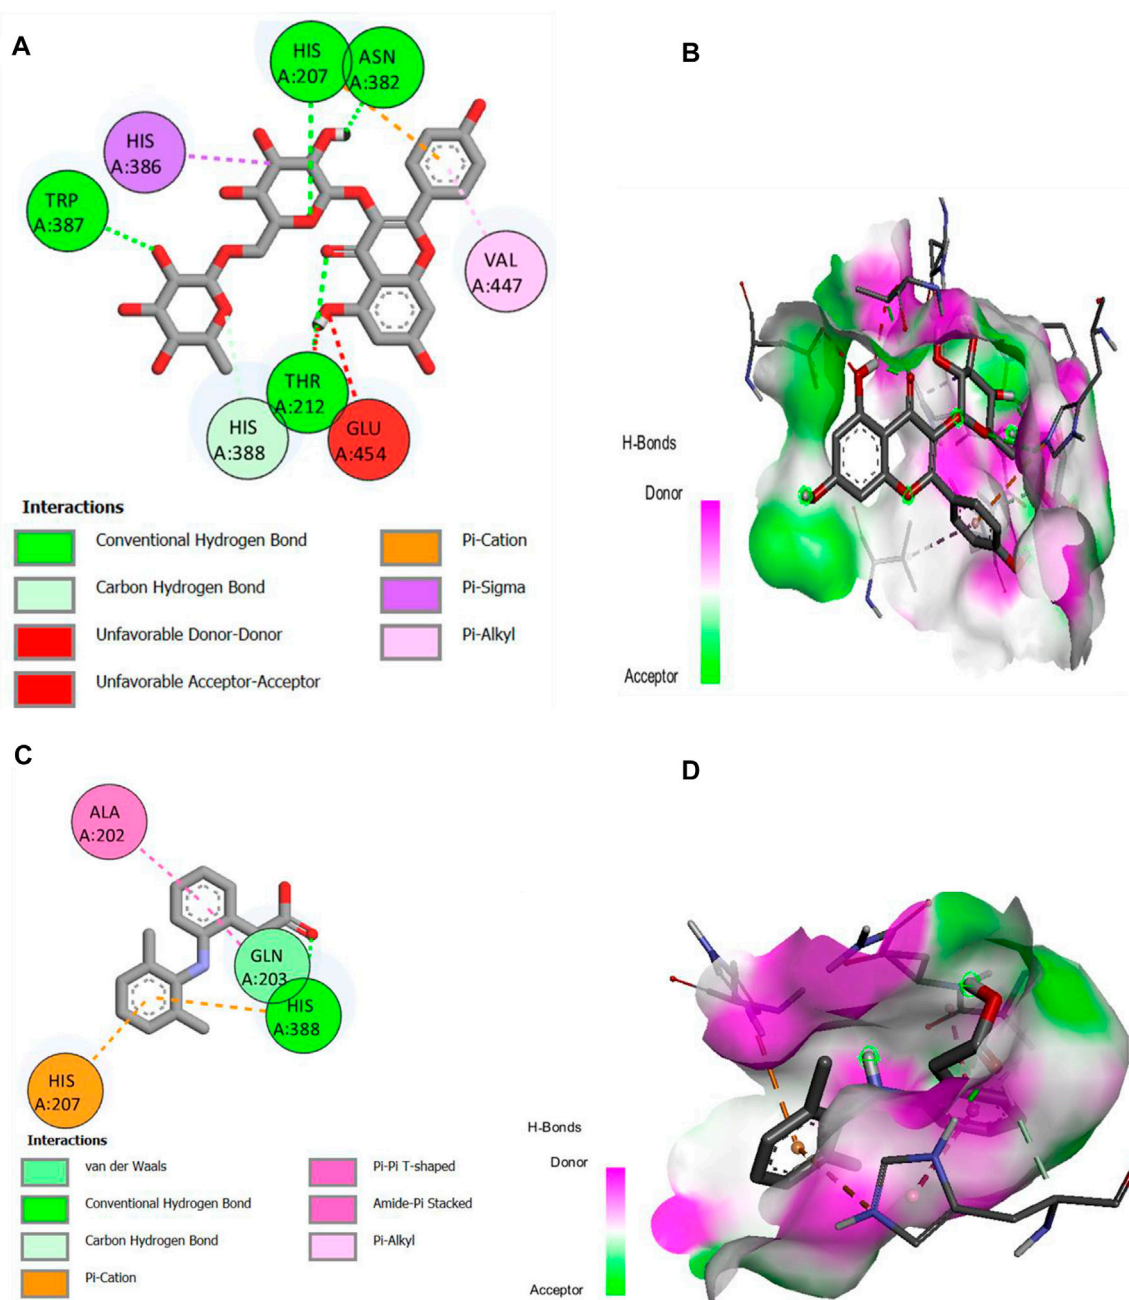 A
HIS
A:207
ASN
A:382
HIS
A:386
TRP
A:387
VAL
A:447
THR
A:212
HIS
A:388
GLU
A:454
Interactions
Conventional Hydrogen Bond
Pi-Cation
Carbon Hydrogen Bond
Pi-Sigma
Unfavorable Donor-Donor
Pi-Alkyl
Unfavorable Acceptor-Acceptor
B
H-Bonds
Donor
Acceptor
C
ALA
A:202
GLN
A:203
HIS
A:388
HIS
A:207
Interactions
van der Waals
Pi-Pi T-shaped
Conventional Hydrogen Bond
Amide-Pi Stacked
Carbon Hydrogen Bond
Pi-Alkyl
Pi-Cation
D
H-Bonds
Donor
Acceptor